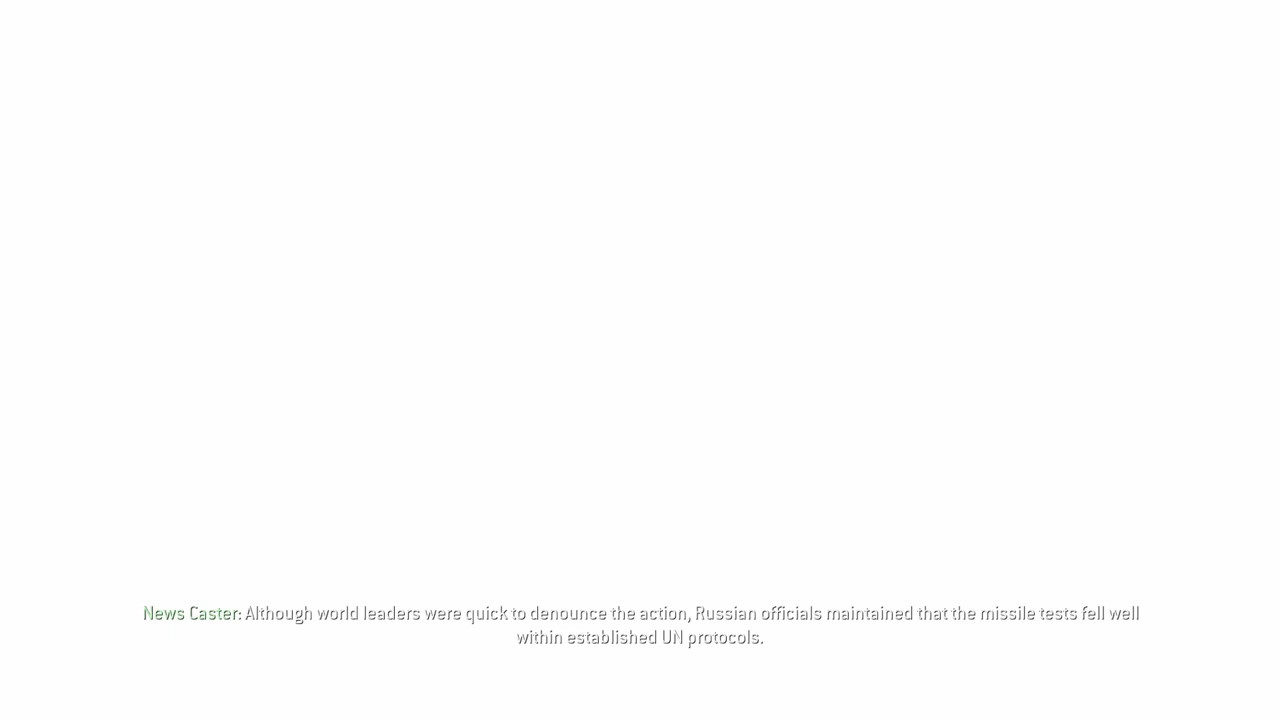 News Caster: Although world leaders were quick to denounce the action, Russian officials maintained that the missile tests fell well
within established UN protocols.